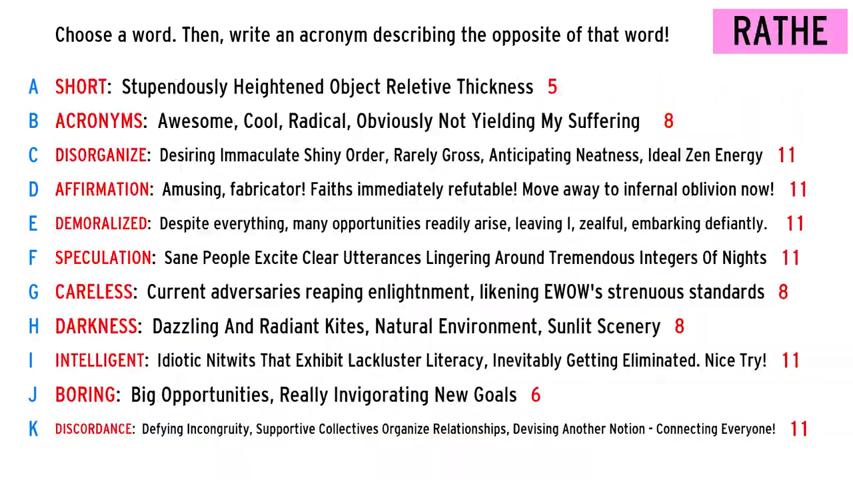 Choose a word. Then, write an acronym describing the opposite of that word!
RATHE
A SHORT: Stupendously Heightened Object Reletive Thickness 5
B ACRONYMS: Awesome, Cool, Radical, Obviously Not Yielding My Suffering 8
C DISORGANIZE: Desiring Immaculate Shiny Order, Rarely Gross, Anticipating Neatness, Ideal Zen Energy 11
D AFFIRMATION: Amusing, fabricator! Faiths immediately refutable! Move away to infernal oblivion now! 11
E DEMORALIZED: Despite everything, many opportunities readily arise, leaving I, zealful, embarking defiantly. 11
F SPECULATION: Sane People Excite Clear Utterances Lingering Around Tremendous Integers Of Nights 11
G CARELESS: Current adversaries reaping enlightnment, likening EWOW's strenuous standards 8
H DARKNESS: Dazzling And Radiant Kites, Natural Environment, Sunlit Scenery 8
I INTELLIGENT: Idiotic Nitwits That Exhibit Lackluster Literacy, Inevitably Getting Eliminated. Nice Try! 11
J BORING: Big Opportunities, Really Invigorating New Goals 6
K DISCORDANCE: Defying Incongruity, Supportive Collectives Organize Relationships, Devising Another Notion - Connecting Everyone! 11